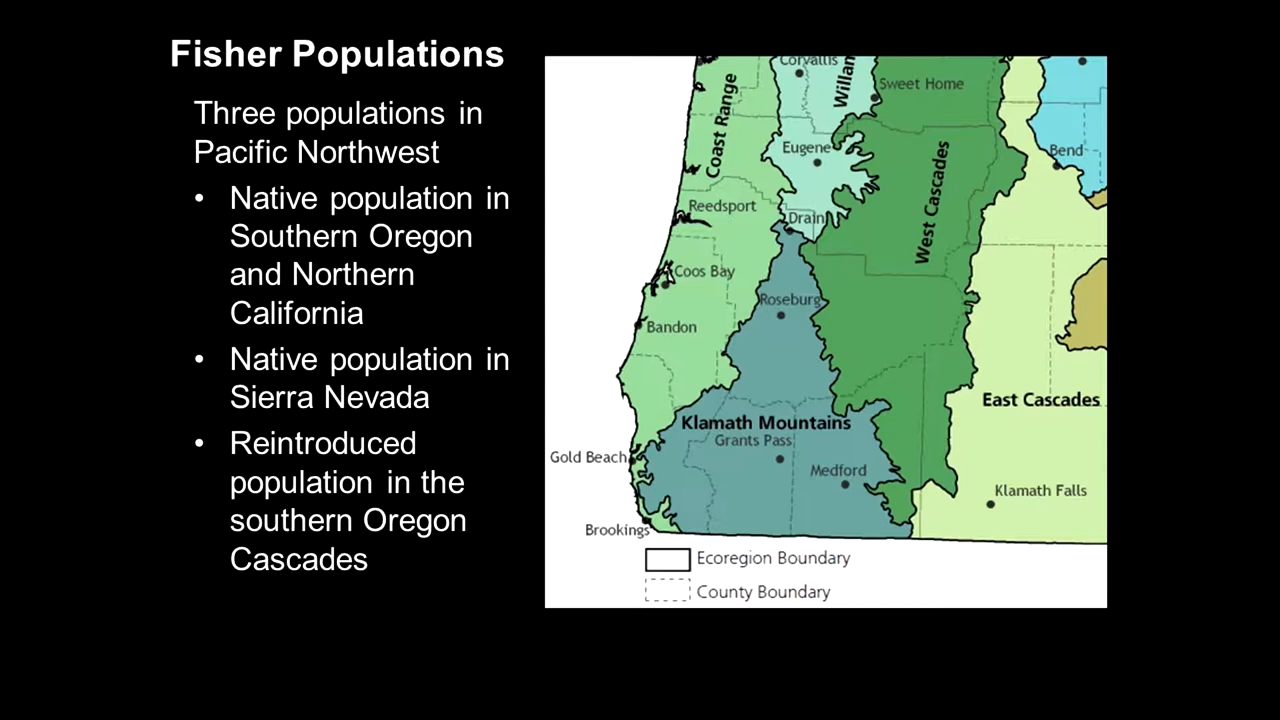 Fisher Populations
Three populations in
Pacific Northwest
• Native population in
Southern Oregon
and Northern
California
• Native population in
Sierra Nevada
• Reintroduced
population in the
southern Oregon
Cascades
Corvallis
Sweet Home
Coast Range
Eugene
West Cascades
Bend
Reedsport
Drain
Coos Bay
Roseburg
Bandon
East Cascades
Klamath Mountains
Grants Pass
Gold Beach
Medford
Klamath Falls
Brookings
Ecoregion Boundary
County Boundary